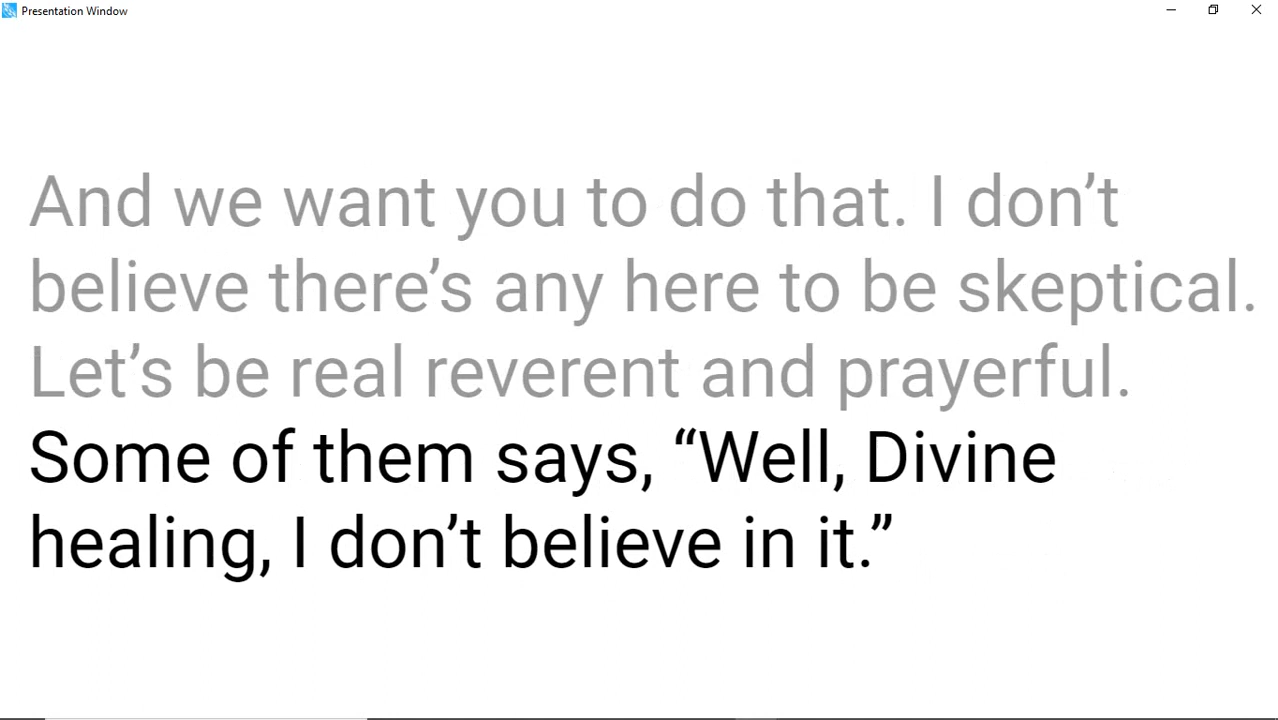 Presentation Window
And we want you to do that. I don’t
believe there’s any here to be skeptical.
Let’s be real reverent and prayerful.
Some of them says, “Well, Divine
healing, I don’t believe in it.”